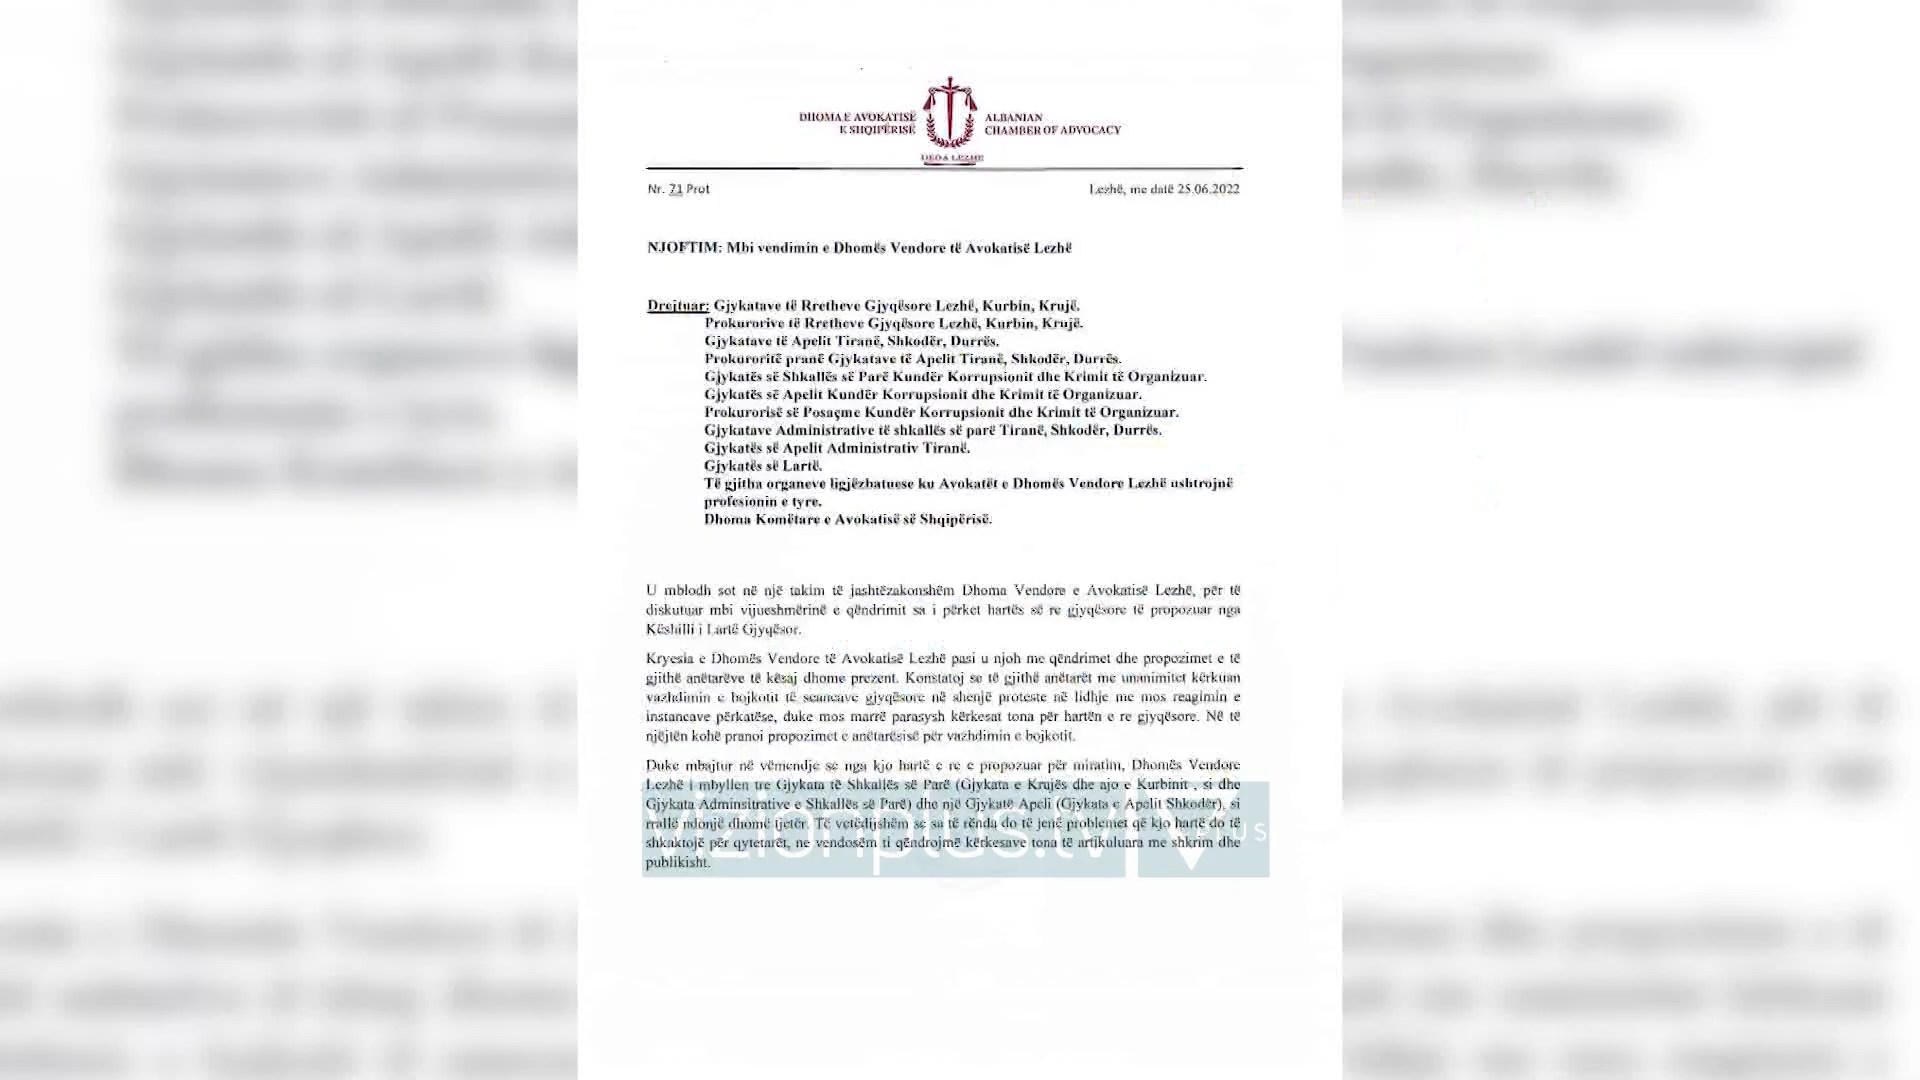 DHOMA E AVOKATISË
E SHQIPËRISË
ALBANIAN
CHAMBER OF ADVOCACY
DHOMA LEZHË
Nr. 71 Prot
Lezhë, me datë 25.06.2022
NJOFTIM: Mbi vendimin e Dhomës Vendore të Avokatisë Lezhë
Drejtuar: Gjykatave të Rretheve Gjyqësore Lezhë, Kurbin, Krujë.
Prokurorive të Rretheve Gjyqësore Lezhë, Kurbin, Krujë.
Gjykatave të Apelit Tiranë, Shkodër, Durrës.
Prokuroritë pranë Gjykatave të Apelit Tiranë, Shkodër, Durrës.
Gjykatës së Shkallës së Parë Kundër Korrupsionit dhe Krimit të Organizuar.
Gjykatës së Apelit Kundër Korrupsionit dhe Krimit të Organizuar.
Prokurorisë së Posaçme Kundër Korrupsionit dhe Krimit të Organizuar.
Gjykatave Administrative të shkallës së parë Tiranë, Shkodër, Durrës.
Gjykatës së Apelit Administrativ Tiranë.
Gjykatës së Lartë.
Të gjitha organeve ligjëzbatuese ku Avokatët e Dhomës Vendore Lezhë ushtrojnë
profesionin e tyre.
Dhoma Komëtare e Avokatisë së Shqipërisë.
U mblodh sot në një takim të jashtëzakonshëm Dhoma Vendore e Avokatisë Lezhë, për të
diskutuar mbi vijueshmërinë e qëndrimit sa i përket hartës së re gjyqësore të propozuar nga
Këshilli i Lartë Gjyqësor.
Kryesia e Dhomës Vendore të Avokatisë Lezhë pasi u njoh me qëndrimet dhe propozimet e të
gjithë anëtarëve të kësaj dhome prezent. Konstatoj se të gjithë anëtarët me unanimitet kërkuan
vazhdimin e bojkotit të seancave gjyqësore në shenjë proteste në lidhje me mos reagimin e
instancave përkatëse, duke mos marrë parasysh kërkesat tona për hartën e re gjyqësore. Në të
njëjtën kohë pranoi propozimet e anëtarësisë për vazhdimin e bojkotit.
Duke mbajtur në vëmendje se nga kjo hartë e re e propozuar për miratim, Dhomës Vendore
Lezhë i mbyllen tre Gjykata të Shkallës së Parë (Gjykata e Krujës dhe ajo e Kurbinit , si dhe
Gjykata Adminsitrative e Shkallës së Parë) dhe një Gjykatë Apeli (Gjykata e Apelit Shkodër), si
rrallë ndonjë dhomë tjetër. Të vetëdijshëm se sa të rënda do të jenë problemet që kjo hartë do të
shkaktojë për qytetarët, ne vendosëm ti qëndrojmë kërkesave tona të artikuluara me shkrim dhe
publikisht.
vizionplus.tv
PLUS